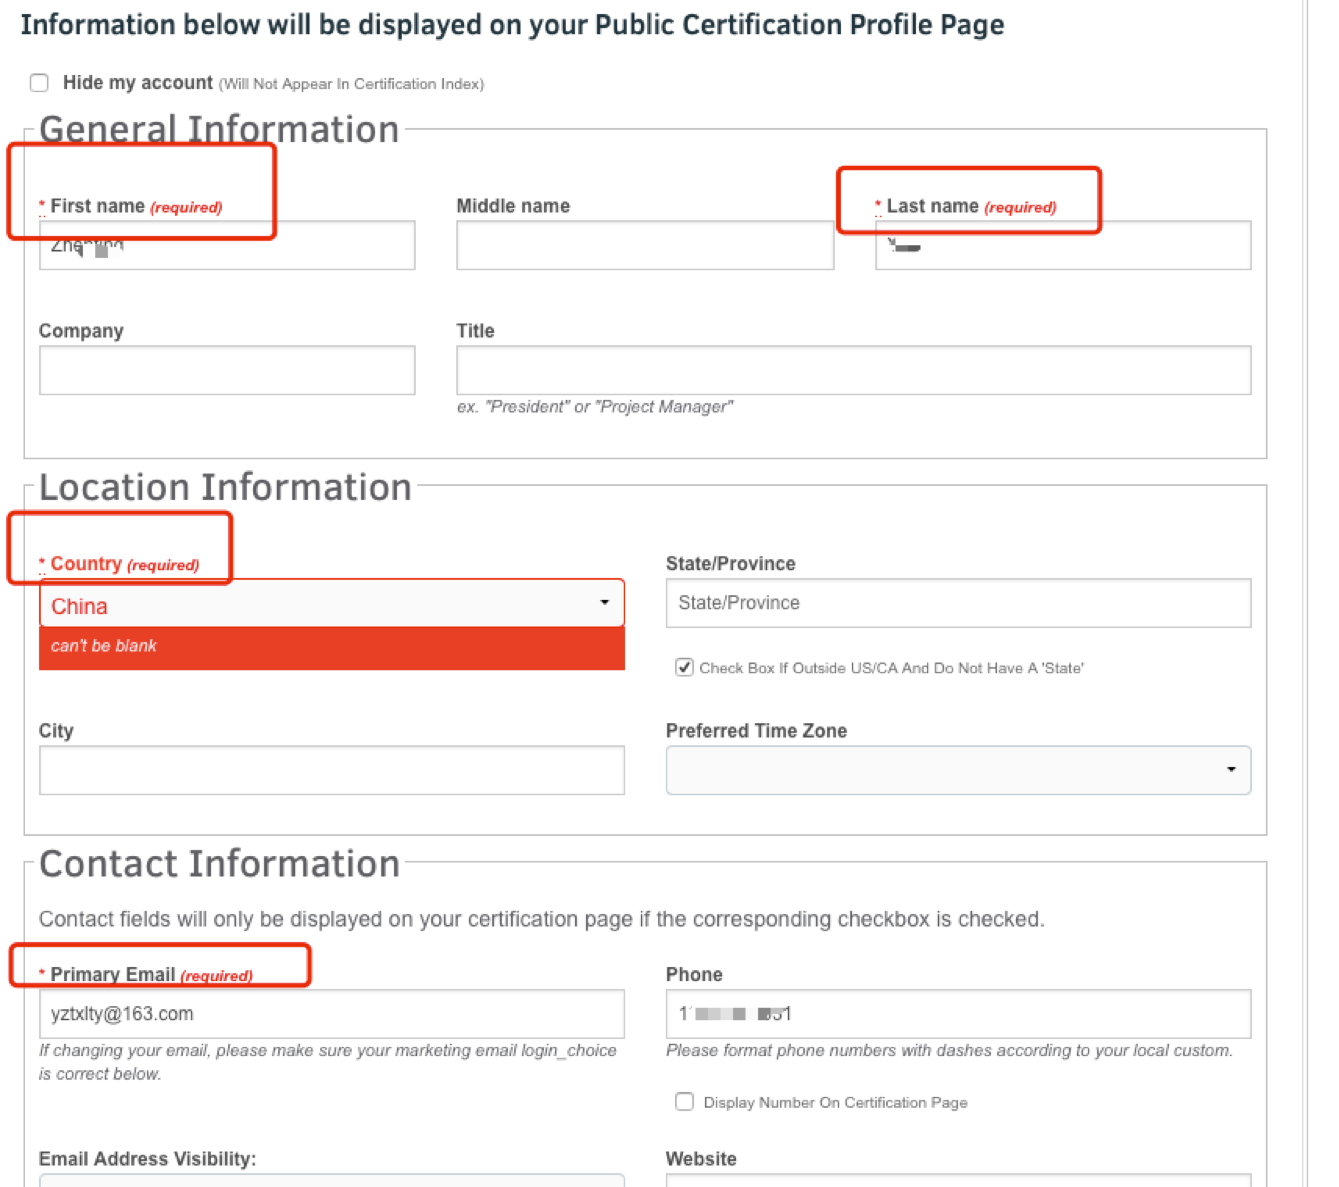 Information below will be displayed on your Public Certification Profile Page
Hide my account (Will Not Appear In Certification Index)
General Information
* First name (required)
Middle name
* Last name (required)
Company
Title
ex. "President" or "Project Manager"
Location Information
* Country (required)
State/Province
China
State/Province
can't be blank
Check Box If Outside US/CA And Do Not Have A 'State'
City
Preferred Time Zone
Contact Information
Contact fields will only be displayed on your certification page if the corresponding checkbox is checked.
* Primary Email (required)
Phone
yztxlty@163.com
If changing your email, please make sure your marketing email login_choice
is correct below.
Please format phone numbers with dashes according to your local custom.
Display Number On Certification Page
Email Address Visibility:
Website